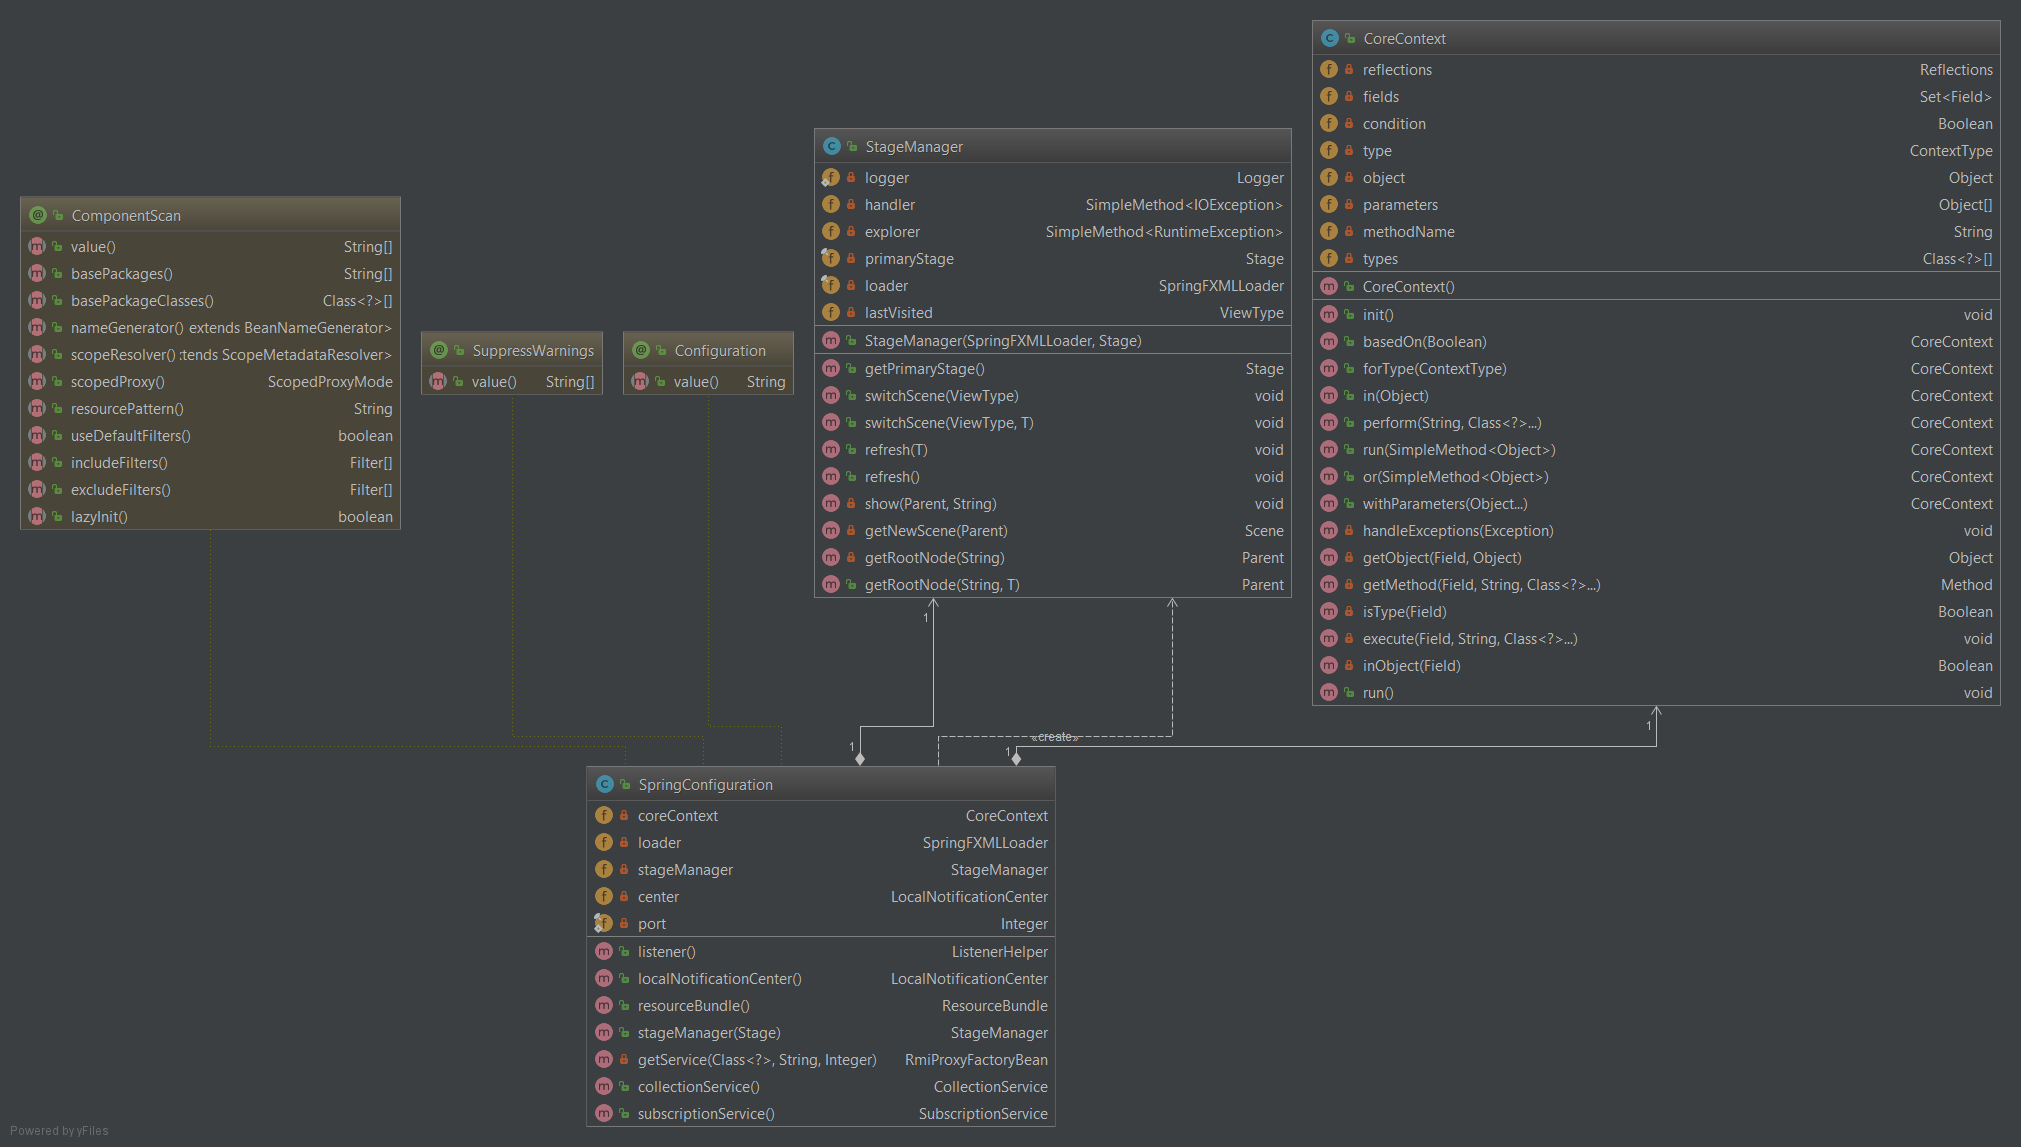 CoreContext
reflections Reflections
fields Set<Field>
condition Boolean
type ContextType
object Object
parameters Object[]
methodName String
types Class<?>[]
CoreContext()
init() void
basedOn(Boolean) CoreContext
forType(ContextType) CoreContext
in(Object) CoreContext
perform(String, Class<?>...) CoreContext
run(SimpleMethod<Object>) CoreContext
or(SimpleMethod<Object>) CoreContext
withParameters(Object...) CoreContext
handleExceptions(Exception) void
getObject(Field, Object) Object
getMethod(Field, String, Class<?>...) Method
isType(Field) Boolean
execute(Field, String, Class<?>...) void
inObject(Field) Boolean
run() void
StageManager
logger Logger
handler SimpleMethod<IOException>
explorer SimpleMethod<RuntimeException>
primaryStage Stage
loader SpringFXMLLoader
lastVisited ViewType
StageManager(SpringFXMLLoader, Stage)
getPrimaryStage() Stage
switchScene(ViewType) void
switchScene(ViewType, T) void
refresh(T) void
refresh() void
show(Parent, String) void
getNewScene(Parent) Scene
getRootNode(String) Parent
getRootNode(String, T) Parent
ComponentScan
value() String[]
basePackages() String[]
basePackageClasses() Class<?>[]
nameGenerator() extends BeanNameGenerator>
scopeResolver() :tends ScopeMetadataResolver>
scopedProxy() ScopedProxyMode
resourcePattern() String
useDefaultFilters() boolean
includeFilters() Filter[]
excludeFilters() Filter[]
lazyInit() boolean
SuppressWarnings
value() String[]
Configuration
value() String
1
1
«create»
1
1
SpringConfiguration
coreContext CoreContext
loader SpringFXMLLoader
stageManager StageManager
center LocalNotificationCenter
port Integer
listener() ListenerHelper
localNotificationCenter() LocalNotificationCenter
resourceBundle() ResourceBundle
stageManager(Stage) StageManager
getService(Class<?>, String, Integer) RmiProxyFactoryBean
collectionService() CollectionService
subscriptionService() SubscriptionService
Powered by yFiles